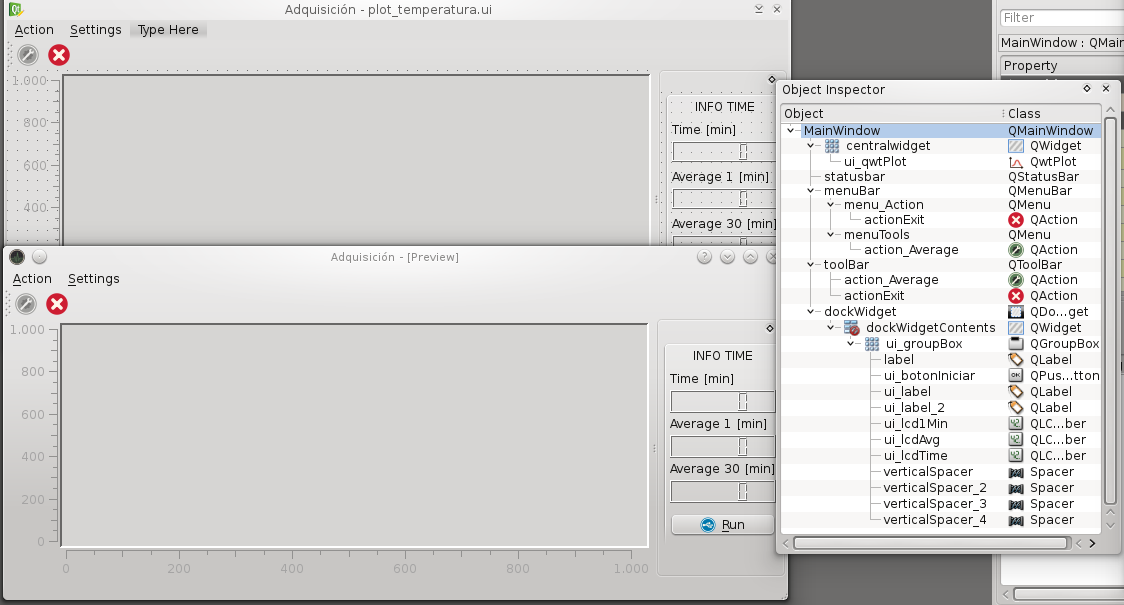 Adquisición - plot_temperatura.ui
Action Settings Type Here
1.000
800
600
400
INFO TIME
Time [min]
Average 1 [min]
Average 30 [min]
Adquisición - [Preview]
Action Settings
1.000
800
600
400
200
0
0 200 400 600 800 1.000
INFO TIME
Time [min]
Average 1 [min]
Average 30 [min]
Run
Filter
MainWindow : QMain
Property
Object Inspector
Object Class
MainWindow QMainWindow
centralwidget QWidget
ui_qwtPlot QwtPlot
statusbar QStatusBar
menuBar QMenuBar
menu_Action QMenu
actionExit QAction
menuTools QMenu
action_Average QAction
toolBar QToolBar
action_Average QAction
actionExit QAction
dockWidget QDo...get
dockWidgetContents QWidget
ui_groupBox QGroupBox
label QLabel
ui_botonIniciar QPus...tton
ui_label QLabel
ui_label_2 QLabel
ui_lcd1Min QLC...ber
ui_lcdAvg QLC...ber
ui_lcdTime QLC...ber
verticalSpacer Spacer
verticalSpacer_2 Spacer
verticalSpacer_3 Spacer
verticalSpacer_4 Spacer